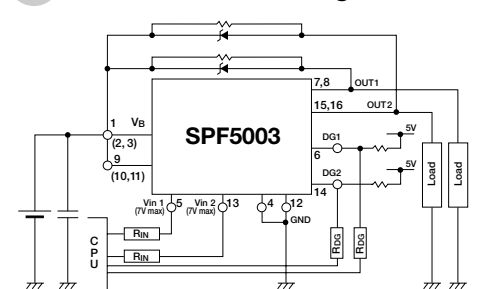 7,8 OUT1
1 VB
15,16 OUT2
SPF5003
(2, 3)
DG1 5V
9
6
(10,11)
DG2 5V
14
Load
Load
Vin 1 5 Vin 2 13 4 12
(7V max) (7V max)
GND
RIN
CPU
RIN
RDG
RDG